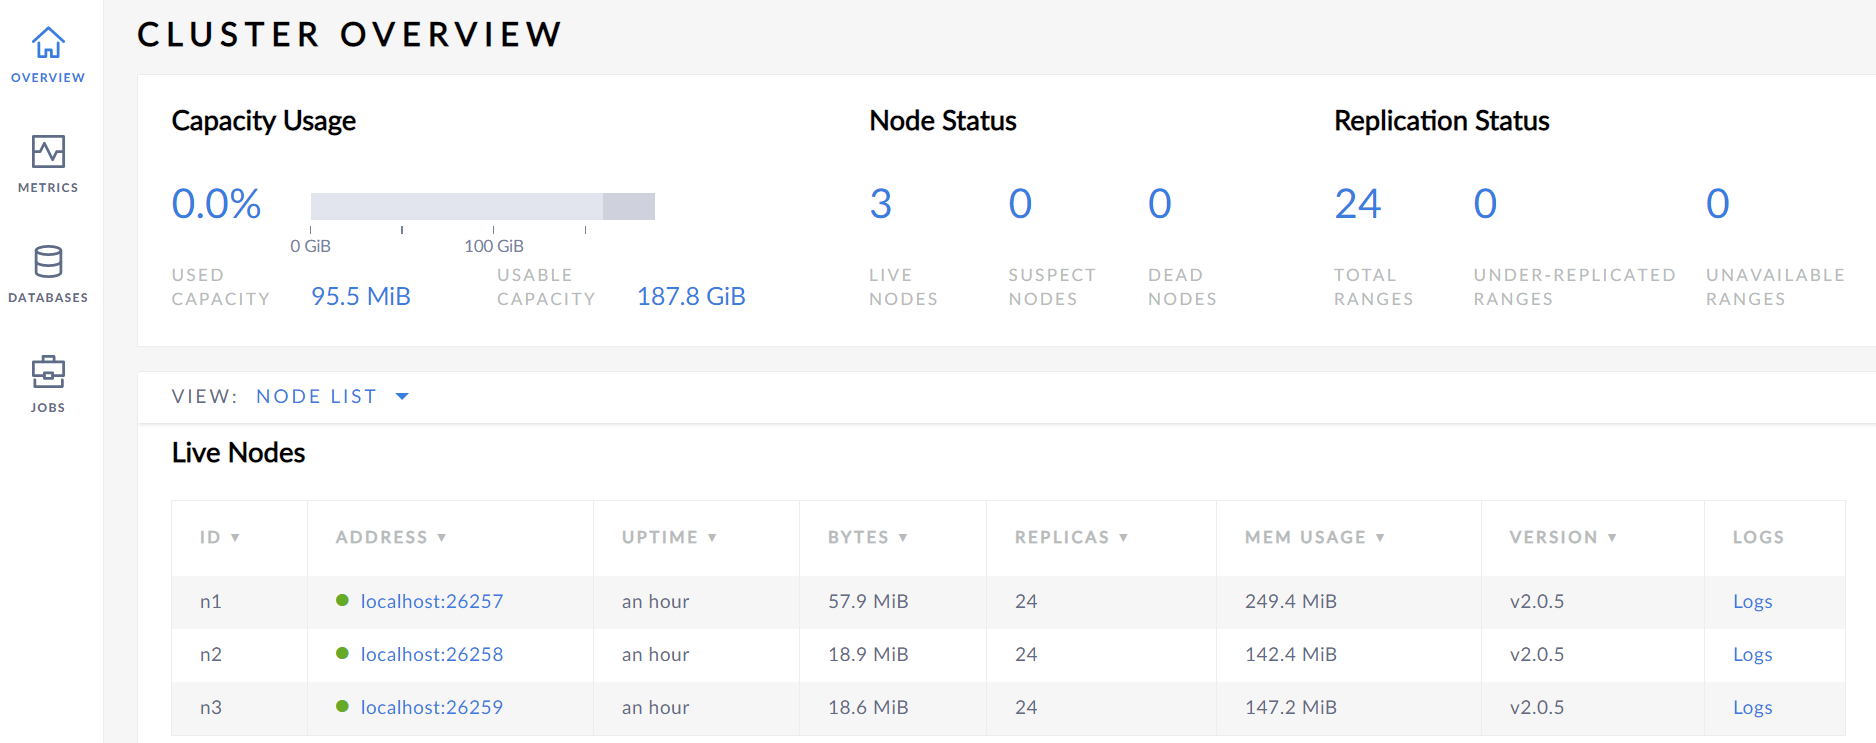 CLUSTER OVERVIEW
OVERVIEW
METRICS
DATABASES
JOBS
Capacity Usage
0.0%
0 GiB
100 GiB
USED
CAPACITY
95.5 MiB
USABLE
CAPACITY
187.8 GiB
Node Status
3
LIVE
NODES
0
SUSPECT
NODES
0
DEAD
NODES
Replication Status
24
TOTAL
RANGES
0
UNDER-REPLICATED
RANGES
0
UNAVAILABLE
RANGES
VIEW: NODE LIST
Live Nodes
ID ▼ ADDRESS ▼ UPTIME ▼ BYTES ▼ REPLICAS ▼ MEM USAGE ▼ VERSION ▼ LOGS
n1 localhost:26257 an hour 57.9 MiB 24 249.4 MiB v2.0.5 Logs
n2 localhost:26258 an hour 18.9 MiB 24 142.4 MiB v2.0.5 Logs
n3 localhost:26259 an hour 18.6 MiB 24 147.2 MiB v2.0.5 Logs